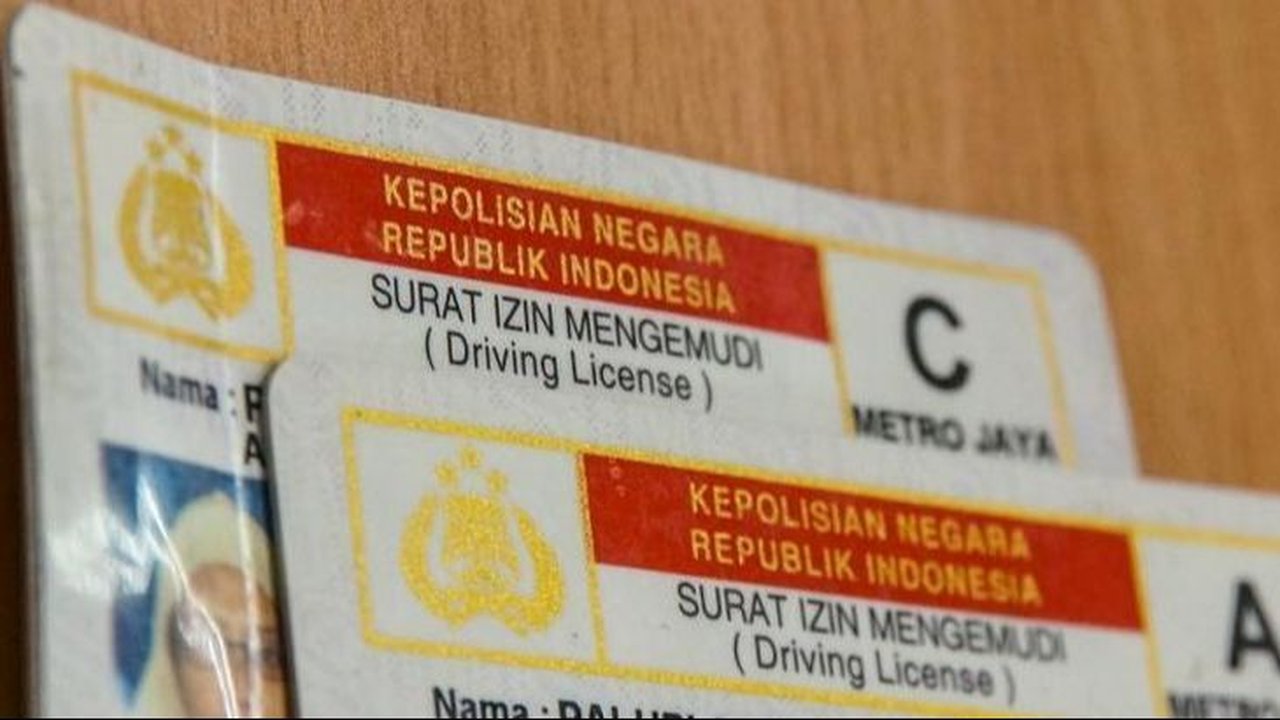 KEPOLISIAN NEGARA
REPUBLIK INDONESIA
SURAT IZIN MENGEMUDI
( Driving License )
C
METRO JAYA
Nama :
KEPOLISIAN NEGARA
REPUBLIK INDONESIA
SURAT IZIN MENGEMUDI
( Driving License )
A
METRO
Nama :